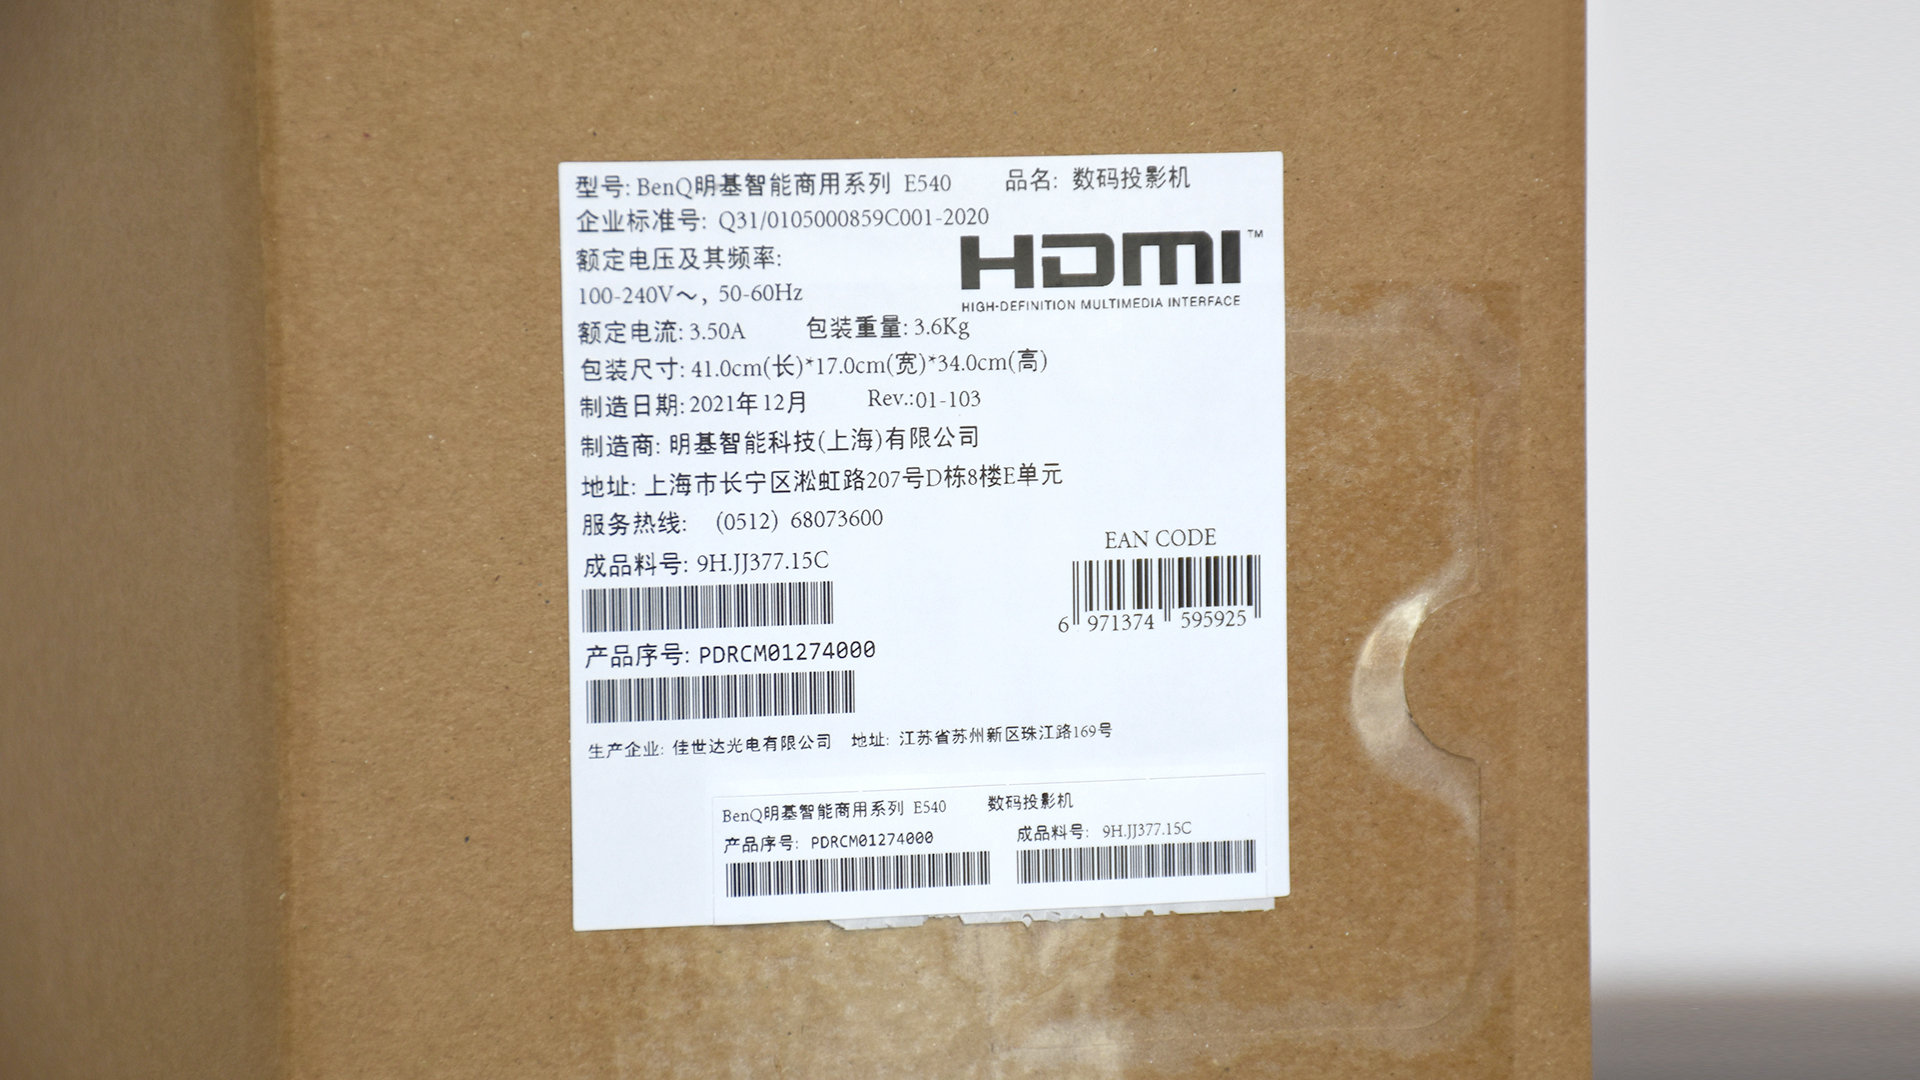 型号: BenQ明基智能商用系列 E540 品名: 数码投影机
企业标准号: Q31/0105000859C001-2020
额定电压及其频率:
HDMI™
100-240V～, 50-60Hz
HIGH-DEFINITION MULTIMEDIA INTERFACE
额定电流: 3.50A 包装重量: 3.6Kg
包装尺寸: 41.0cm(长)*17.0cm(宽)*34.0cm(高)
制造日期: 2021年12月 Rev.:01-103
制造商: 明基智能科技(上海)有限公司
地址: 上海市长宁区淞虹路207号D栋8楼E单元
服务热线: (0512) 68073600
EAN CODE
成品料号: 9H.JJ377.15C
6 971374 595925
产品序号: PDRCM01274000
生产企业: 佳世达光电有限公司 地址: 江苏省苏州新区珠江路169号
BenQ明基智能商用系列 E540 数码投影机
产品序号: PDRCM01274000 成品料号: 9H.JJ377.15C